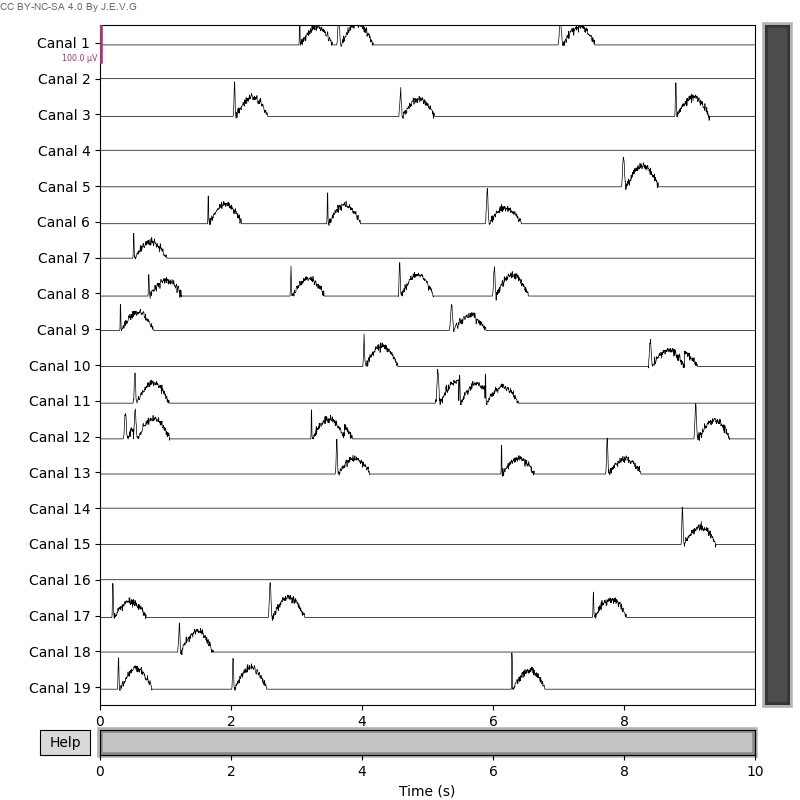 CC BY-NC-SA 4.0 By J.E.V.G
Canal 1
100.0 µV
Canal 2
Canal 3
Canal 4
Canal 5
Canal 6
Canal 7
Canal 8
Canal 9
Canal 10
Canal 11
Canal 12
Canal 13
Canal 14
Canal 15
Canal 16
Canal 17
Canal 18
Canal 19
0 2 4 6 8
Help
0 2 4 6 8 10
Time (s)